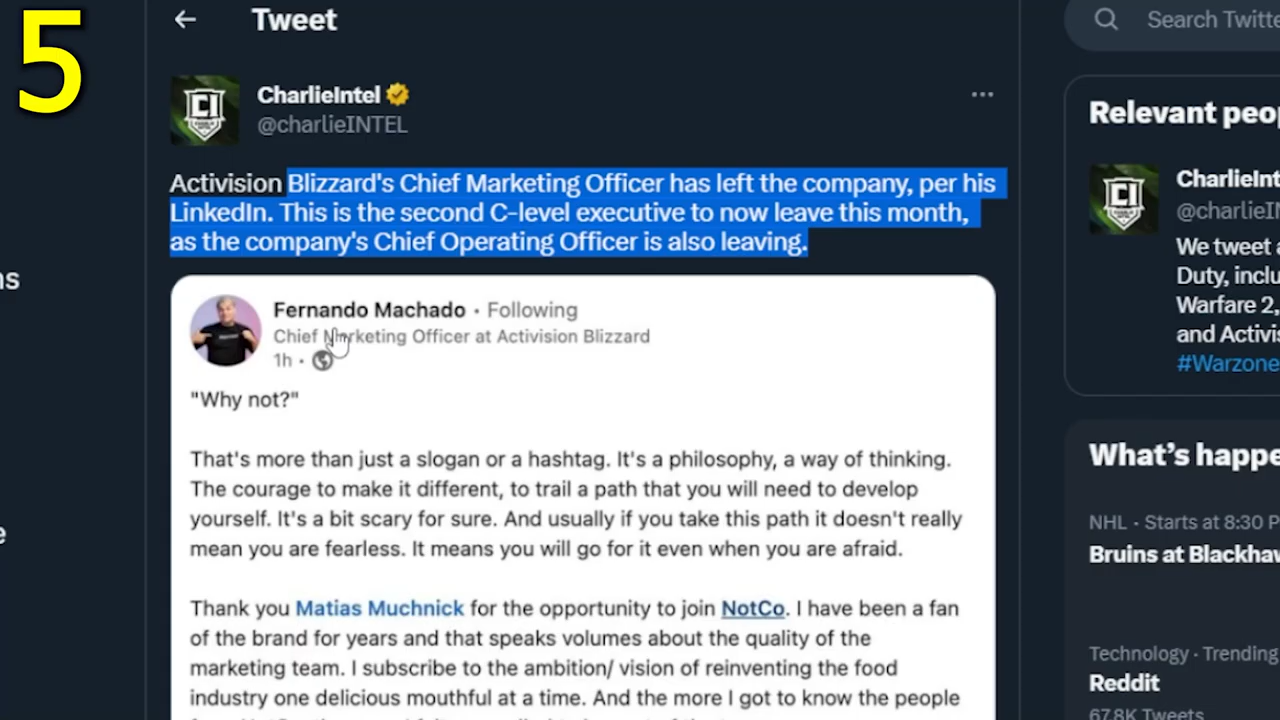 5
Tweet
Search Twitte
CharlieIntel
@charlieINTEL
Activision Blizzard's Chief Marketing Officer has left the company, per his
LinkedIn. This is the second C-level executive to now leave this month,
as the company's Chief Operating Officer is also leaving.
Fernando Machado • Following
Chief Marketing Officer at Activision Blizzard
1h •
"Why not?"
That's more than just a slogan or a hashtag. It's a philosophy, a way of thinking.
The courage to make it different, to trail a path that you will need to develop
yourself. It's a bit scary for sure. And usually if you take this path it doesn't really
mean you are fearless. It means you will go for it even when you are afraid.
Thank you Matias Muchnick for the opportunity to join NotCo. I have been a fan
of the brand for years and that speaks volumes about the quality of the
marketing team. I subscribe to the ambition/ vision of reinventing the food
industry one delicious mouthful at a time. And the more I got to know the people
Relevant peop
CharlieInt
@charlieI
We tweet a
Duty, inclu
Warfare 2,
and Activis
#Warzone
What's happe
NHL · Starts at 8:30 P
Bruins at Blackha
Technology · Trending
Reddit
67.8K Tweets
ns
e
CI